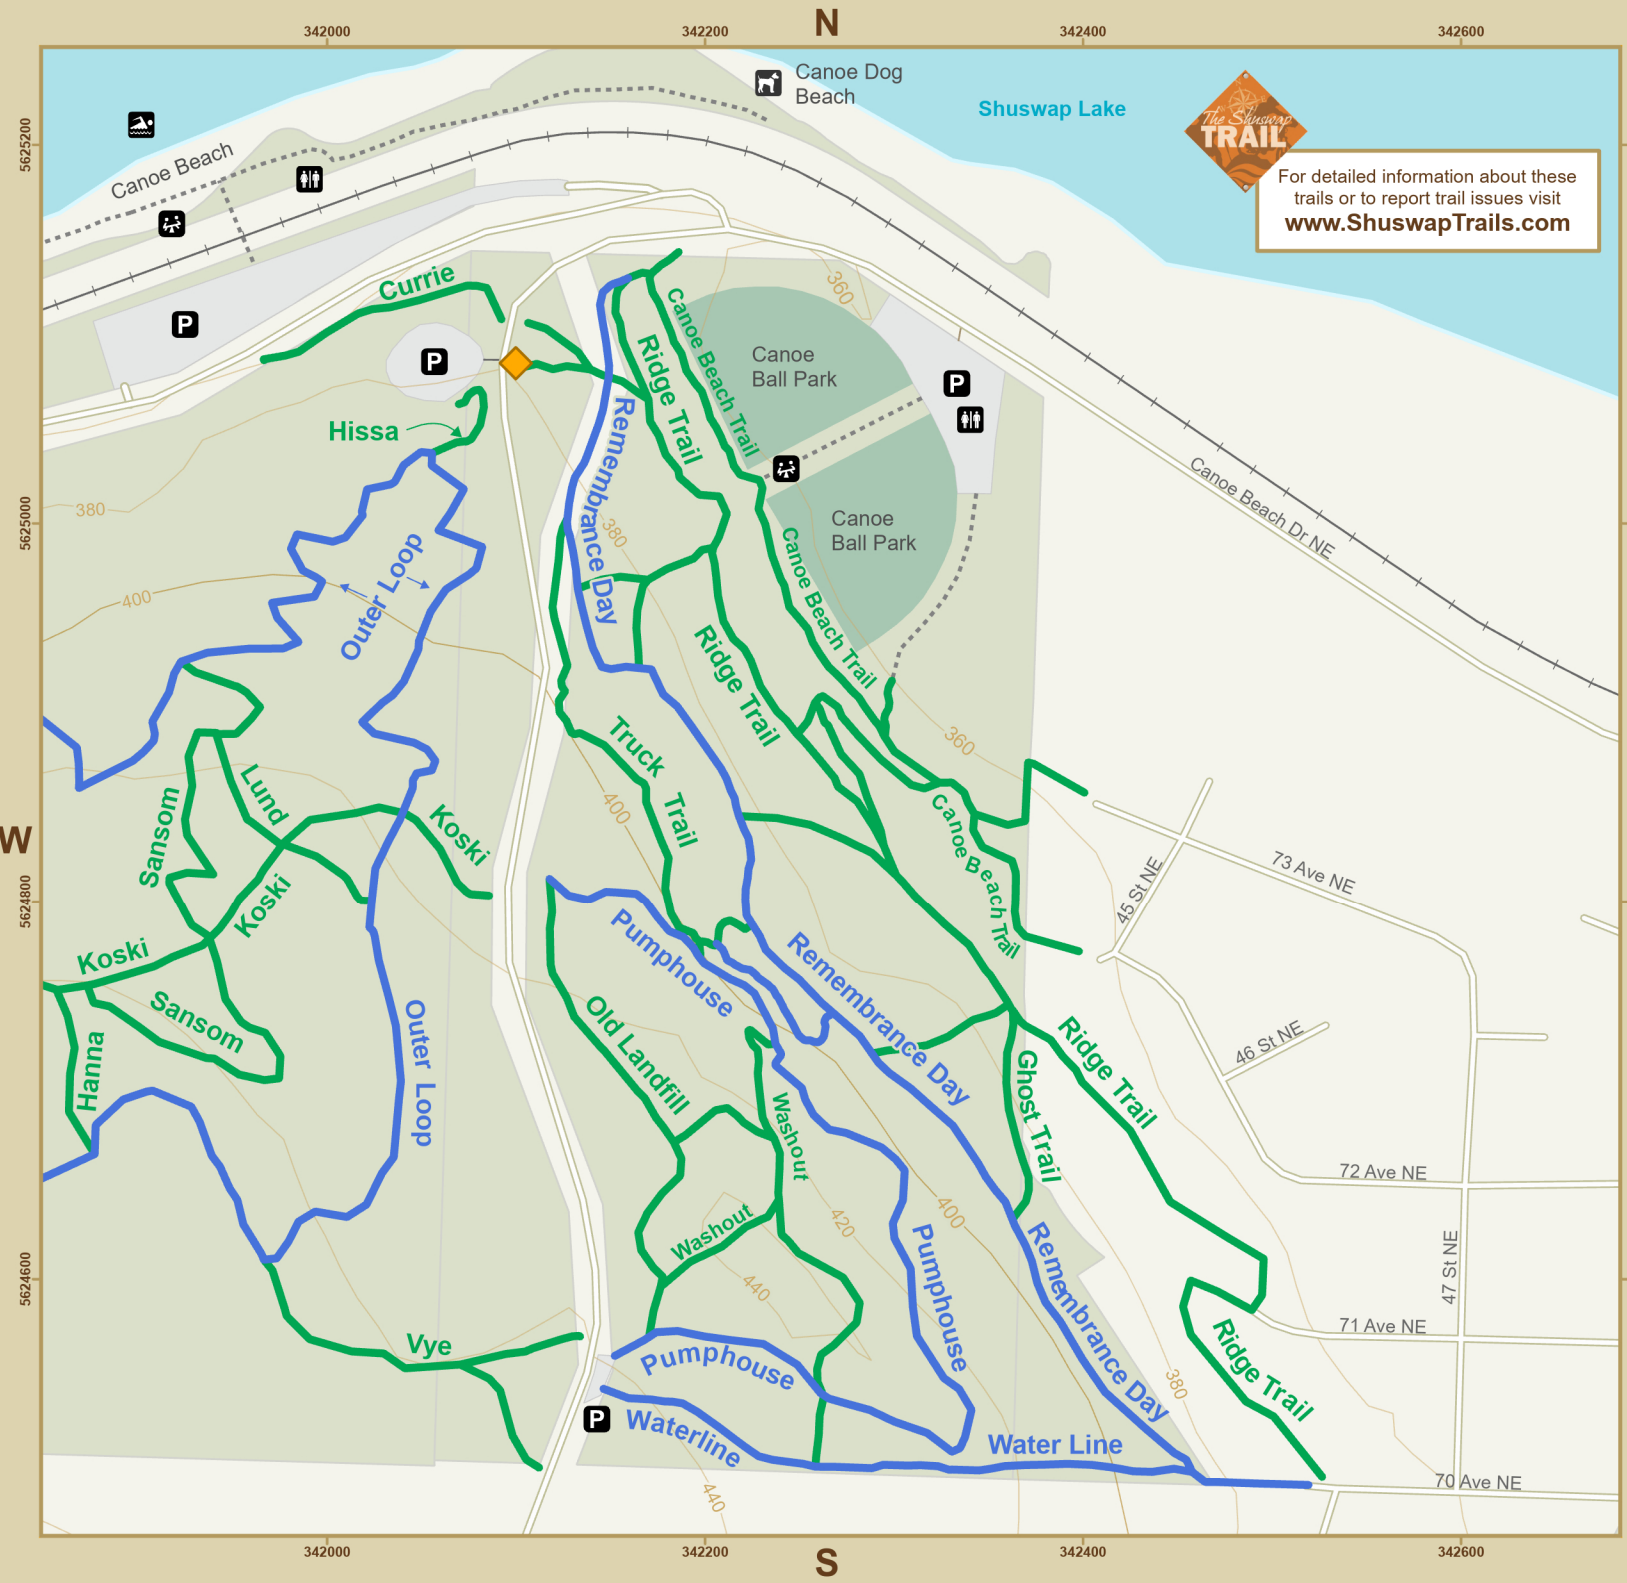 N
342000
342200
342400
342600
Canoe Dog
Beach
Shuswap Lake
The Shuswap
TRAIL
5625200
Canoe Beach
For detailed information about these
trails or to report trail issues visit
www.ShuswapTrails.com
P
Currie
360
Canoe Beach Trail
Ridge Trail
Canoe
Ball Park
P
P
Remembrance Day
Hissa
Canoe Beach Dr NE
380
5625000
380
Canoe
Ball Park
Outer Loop
400
Canoe Beach Trail
Ridge Trail
Truck
Trail
360
400
Lund
Sansom
Koski
Canoe Beach Trail
W
73 Ave NE
45 St NE
5624800
Koski
Koski
Pumphouse
Remembrance Day
Sansom
Hanna
Outer Loop
Old Landfill
Ridge Trail
46 St NE
Ghost Trail
Washout
72 Ave NE
Washout
420
400
Pumphouse
Remembrance Day
47 St NE
5624600
440
Vye
71 Ave NE
Pumphouse
380
Ridge Trail
P
Waterline
Water Line
440
70 Ave NE
342000
342200
342400
342600
S